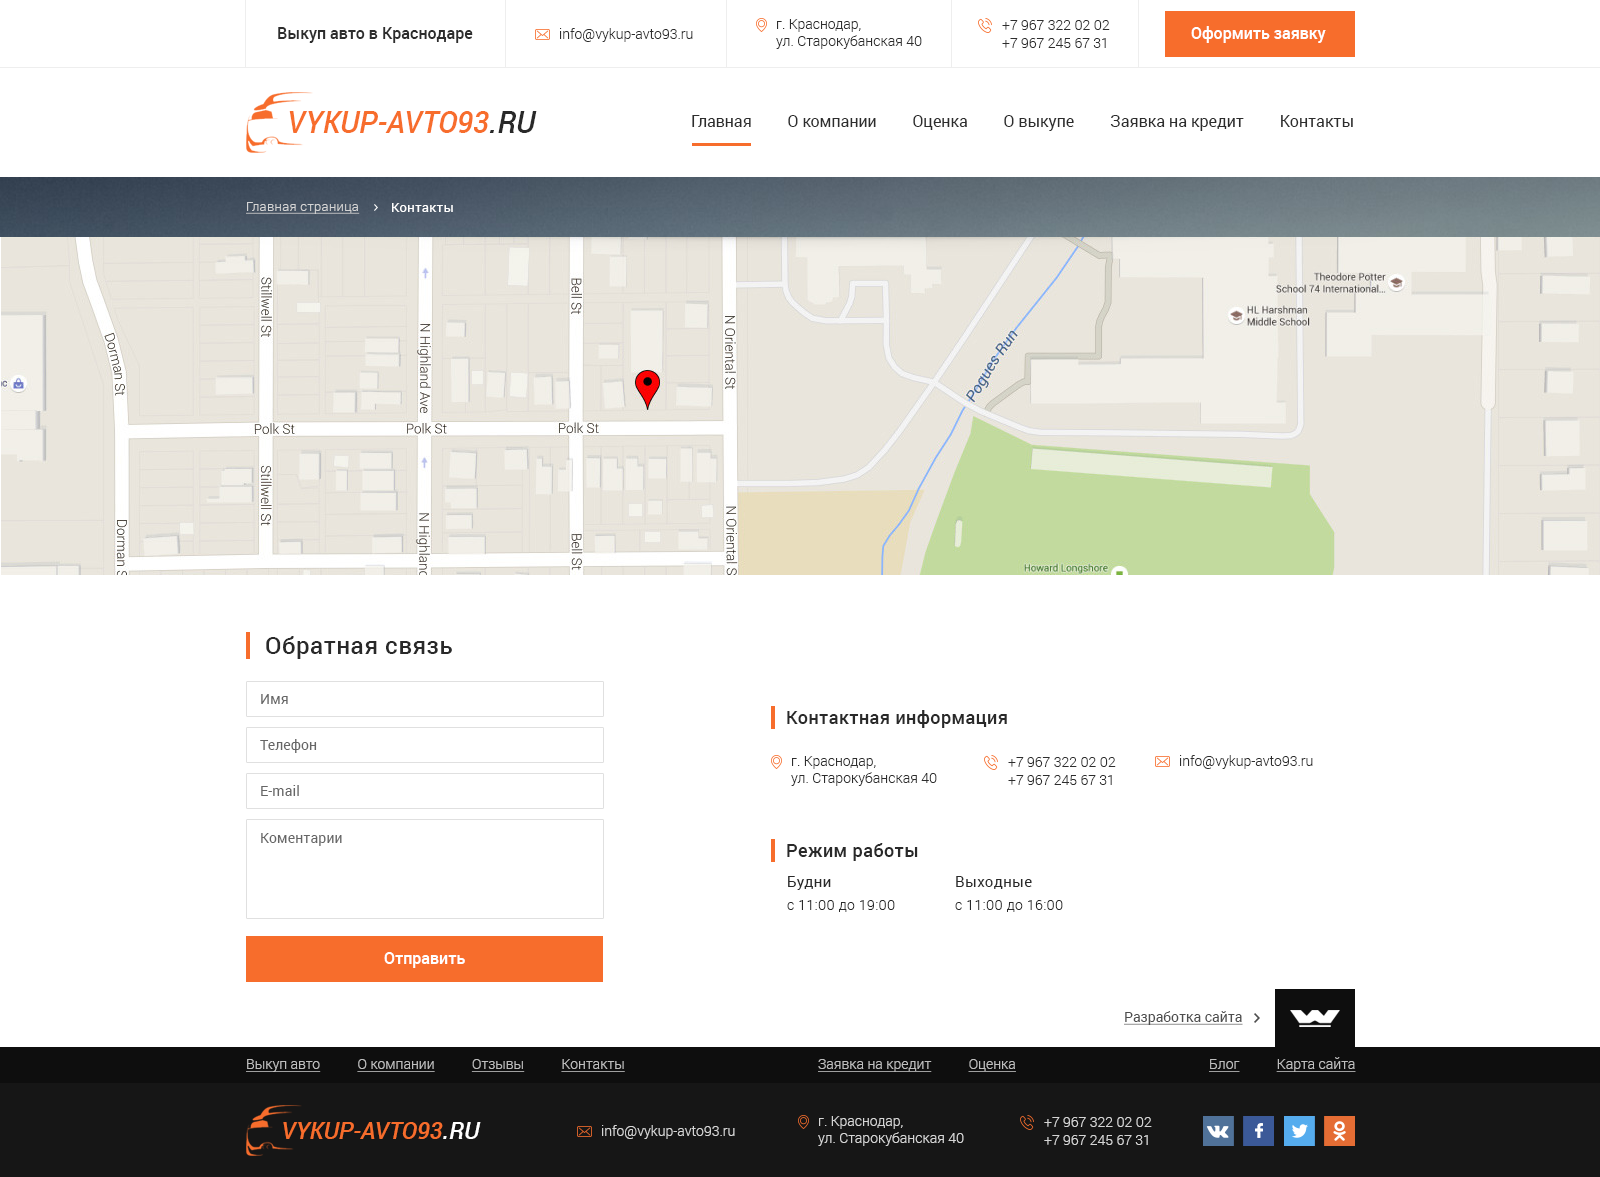 Выкуп авто в Краснодаре
info@vykup-avto93.ru
г. Краснодар,
ул. Старокубанская 40
+7 967 322 02 02
+7 967 245 67 31
Оформить заявку
VYKUP-AVTO93.RU
Главная
О компании
Оценка
О выкупе
Заявка на кредит
Контакты
Главная страница
Контакты
Stillwell St
N Highland Ave
Bell St
N Oriental St
Dorman St
Pogues Run
Theodore Potter
School 74 International...
HL Harshman
Middle School
Polk St
Polk St
Polk St
Stillwell St
Dorman S
N Highland
Bell St
N Oriental S
Howard Longshore
Обратная связь
Имя
Телефон
E-mail
Коментарии
Отправить
Контактная информация
г. Краснодар,
ул. Старокубанская 40
+7 967 322 02 02
+7 967 245 67 31
info@vykup-avto93.ru
Режим работы
Будни
с 11:00 до 19:00
Выходные
с 11:00 до 16:00
Разработка сайта
Выкуп авто
О компании
Отзывы
Контакты
Заявка на кредит
Оценка
Блог
Карта сайта
VYKUP-AVTO93.RU
info@vykup-avto93.ru
г. Краснодар,
ул. Старокубанская 40
+7 967 322 02 02
+7 967 245 67 31